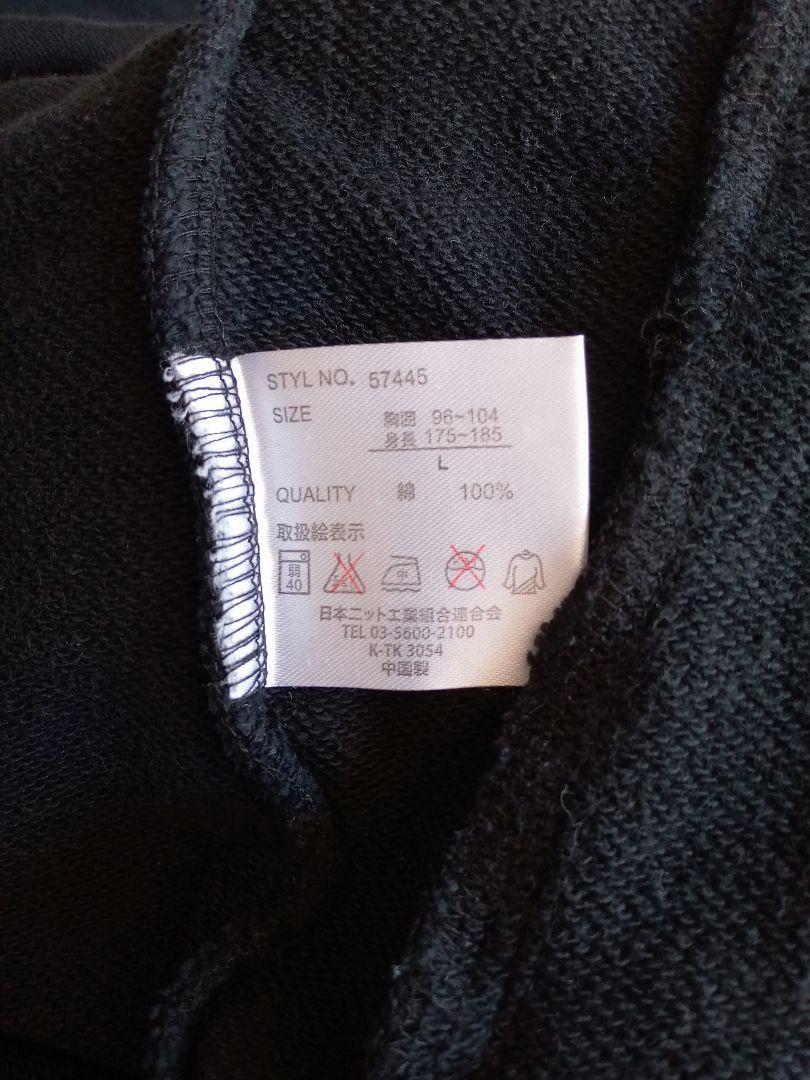 STYL NO. 57445
SIZE 胸囲 96~104
身長 175~185
L
QUALITY 綿 100%
取扱絵表示
弱 中
40
日本ニット工業組合連合会
TEL 03-5600-2100
K-TK 3054
中国製